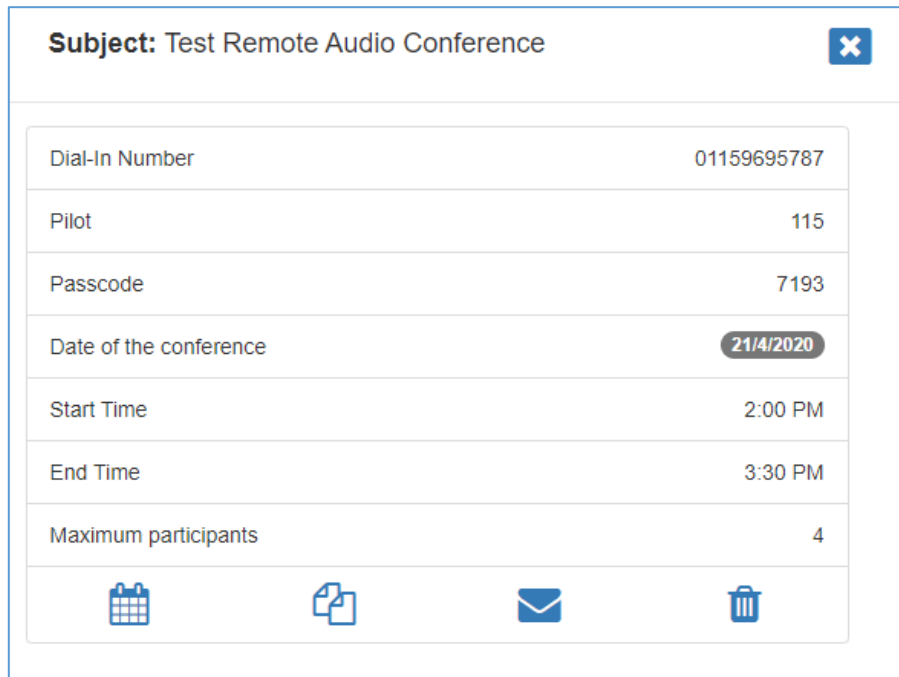 Subject: Test Remote Audio Conference
Dial-In Number 01159695787
Pilot 115
Passcode 7193
Date of the conference 21/4/2020
Start Time 2:00 PM
End Time 3:30 PM
Maximum participants 4